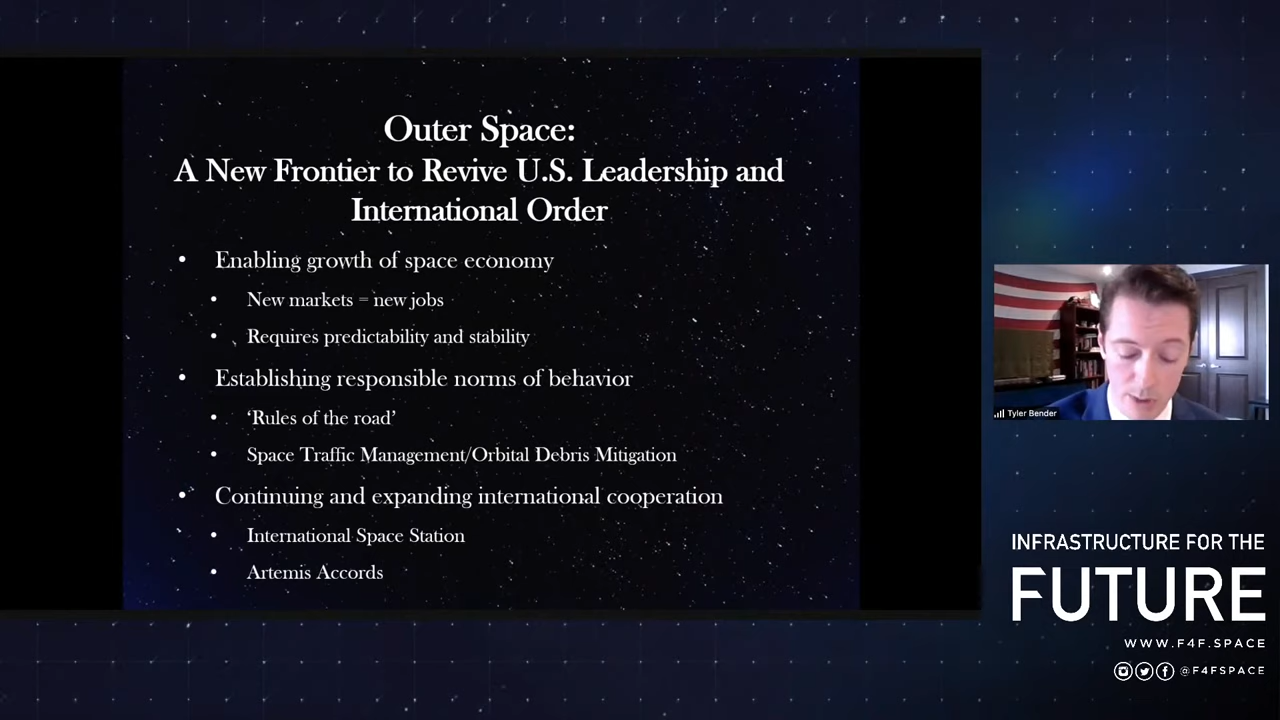 Outer Space:
A New Frontier to Revive U.S. Leadership and
International Order
• Enabling growth of space economy
• New markets = new jobs
• Requires predictability and stability
• Establishing responsible norms of behavior
• ‘Rules of the road’
• Space Traffic Management/Orbital Debris Mitigation
• Continuing and expanding international cooperation
• International Space Station
• Artemis Accords
Tyler Bender
INFRASTRUCTURE FOR THE
FUTURE
WWW.F4F.SPACE
@F4FSPACE